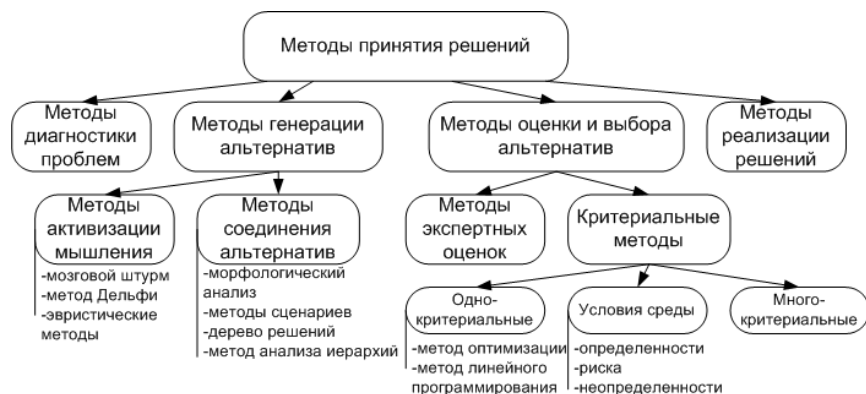 Методы принятия решений
Методы
диагностики
проблем
Методы генерации
альтернатив
Методы оценки и выбора
альтернатив
Методы
реализации
решений
Методы
активизации
мышления
-мозговой штурм
-метод Дельфи
-эвристические
методы
Методы
соединения
альтернатив
-морфологический
анализ
-методы сценариев
-дерево решений
-метод анализа иерархий
Методы
экспертных
оценок
Критериальные
методы
Одно-
критериальные
-метод оптимизации
-метод линейного
программирования
Условия среды
-определенности
-риска
-неопределенности
Много-
критериальные